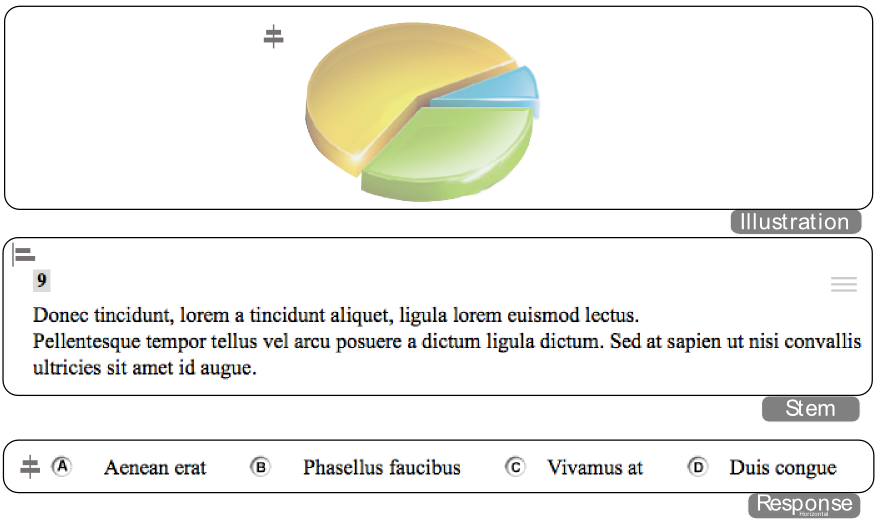 Illustration
9
Donec tincidunt, lorem a tincidunt aliquet, ligula lorem euismod lectus.
Pellentesque tempor tellus vel arcu posuere a dictum ligula dictum. Sed at sapien ut nisi convallis
ultricies sit amet id augue.
Stem
A Aenean erat B Phasellus faucibus C Vivamus at D Duis congue
Response
Horizontal